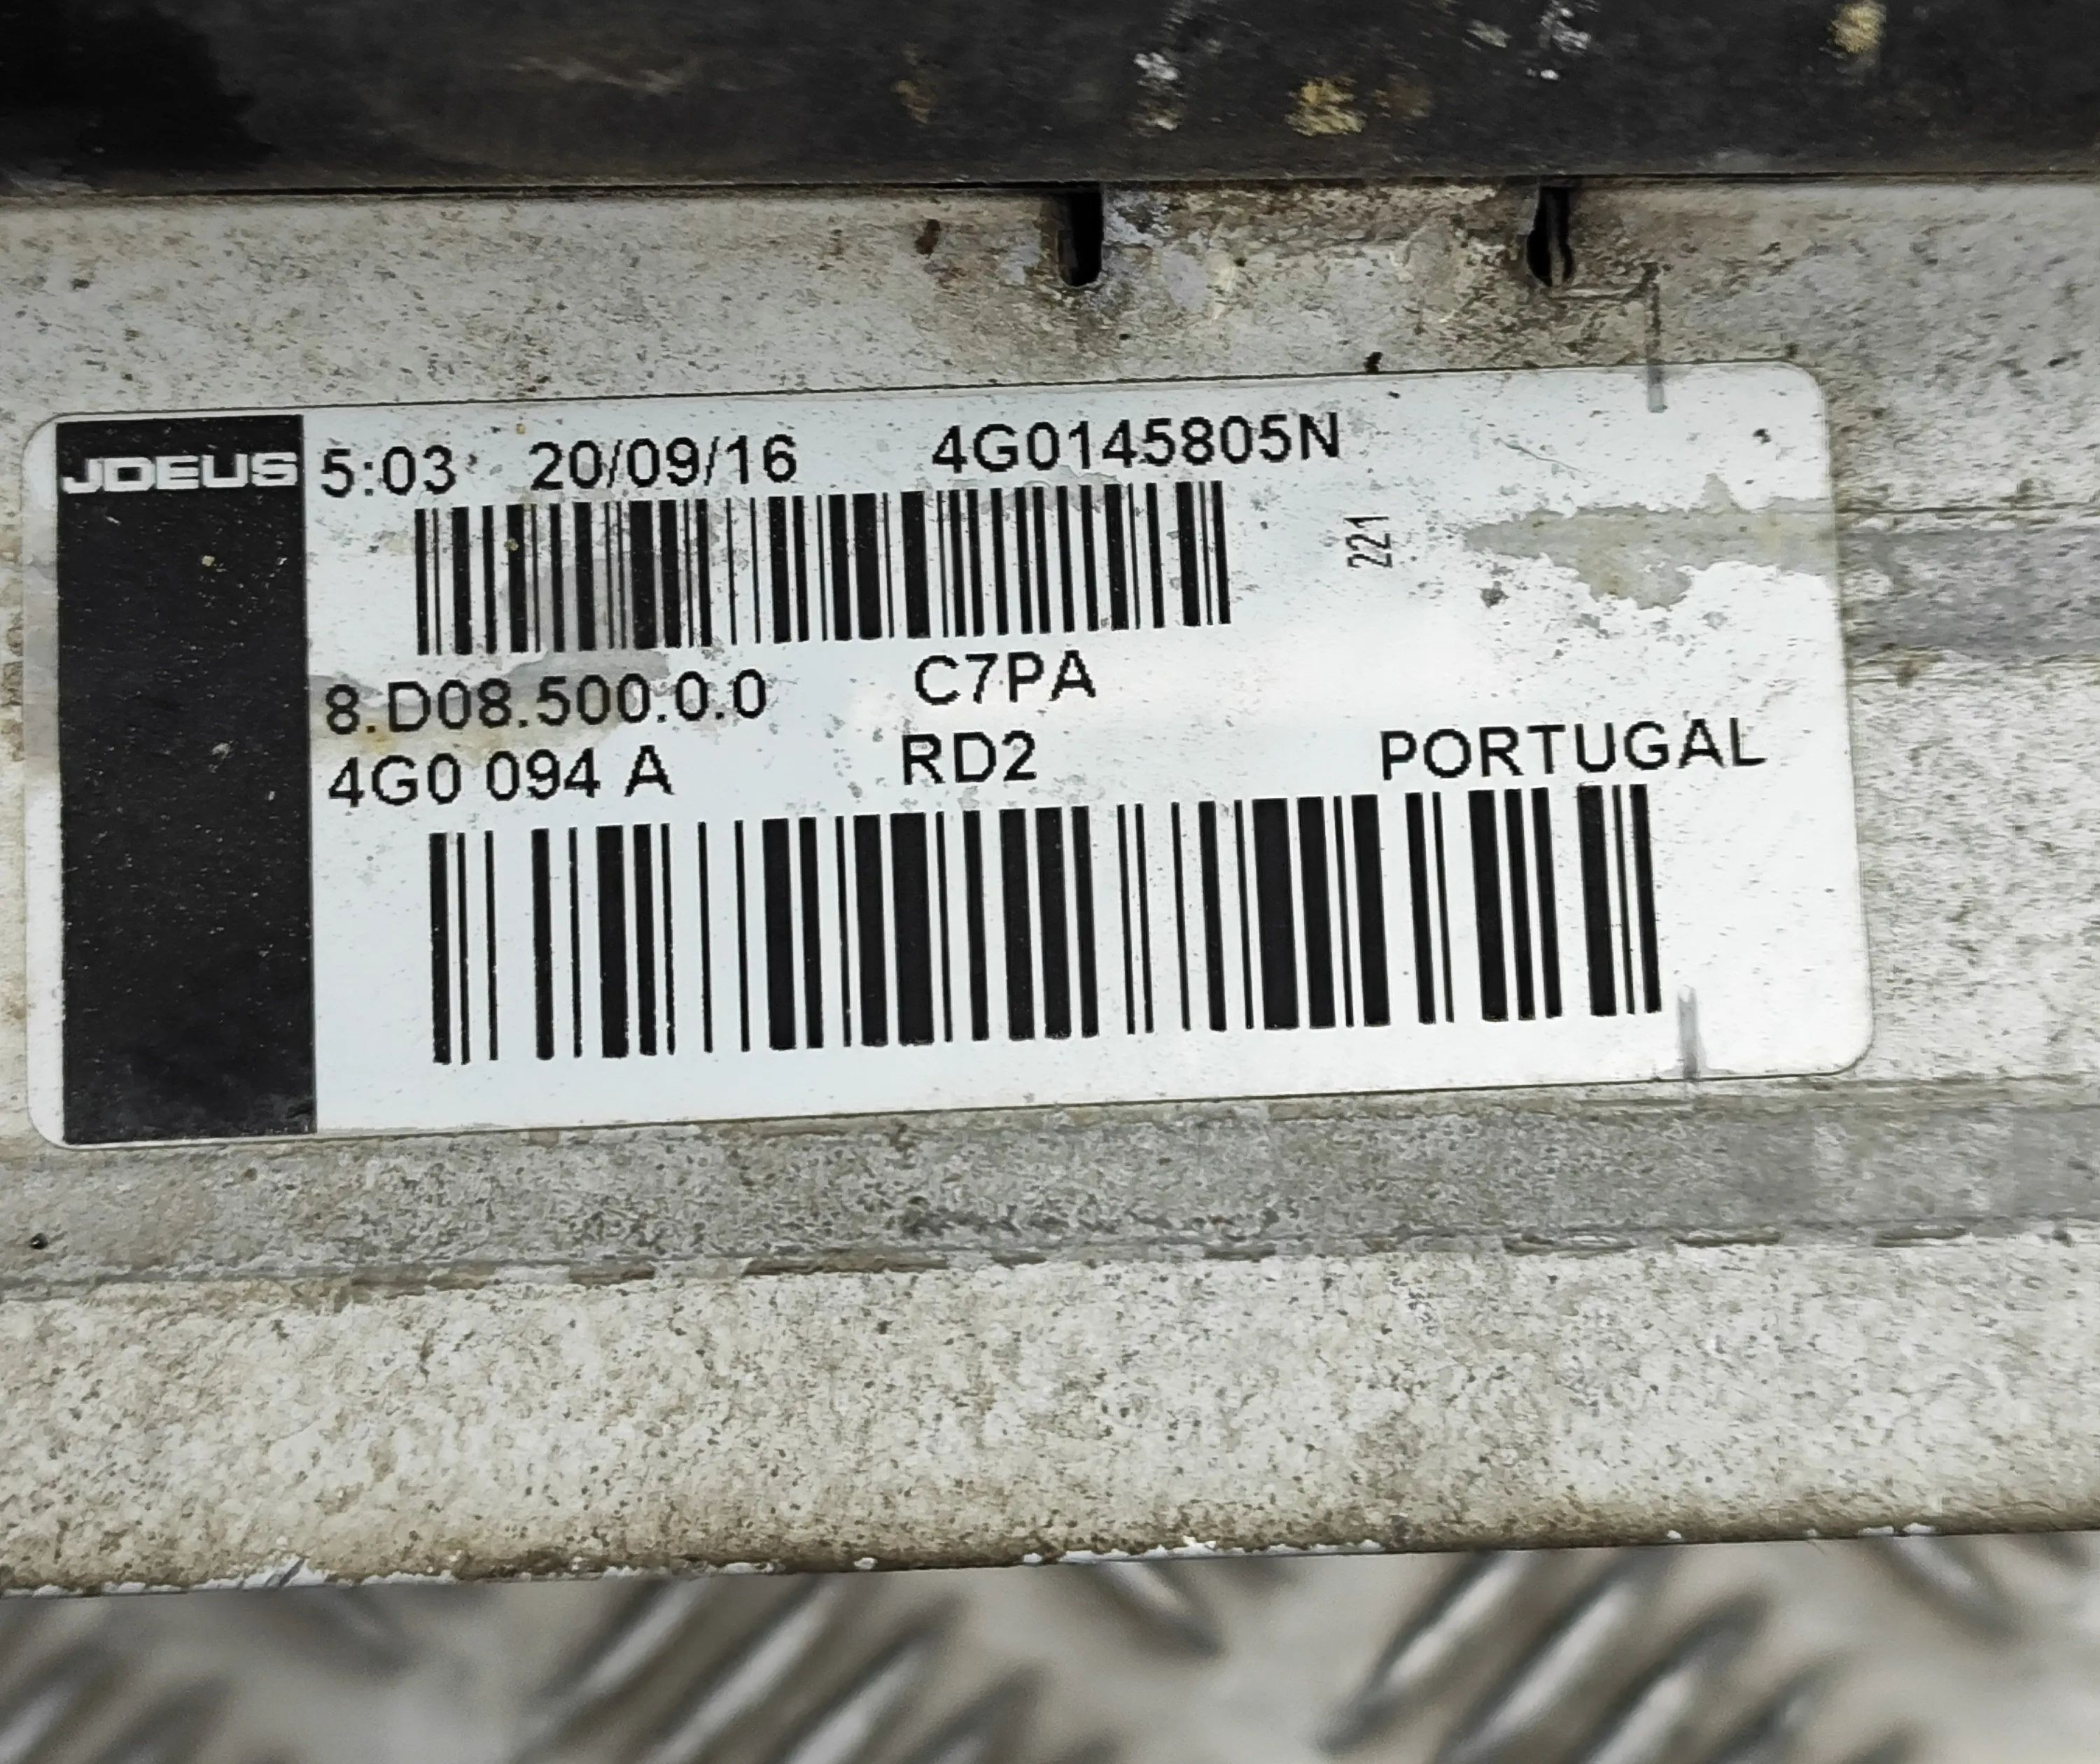 JDEUS 5:03 20/09/16 4G0145805N
221
8.D08.500.0.0 C7PA
4G0 094 A RD2 PORTUGAL